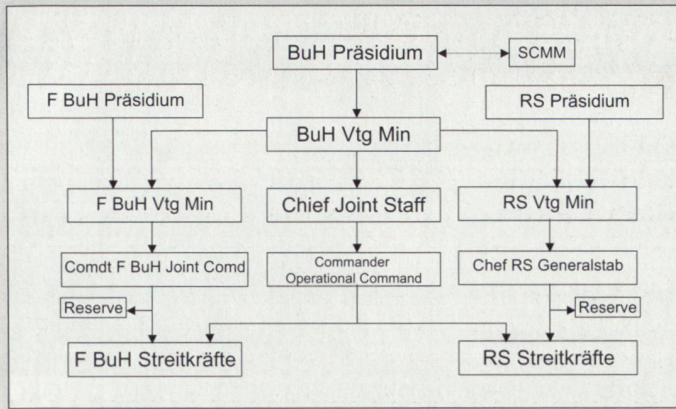 BuH Präsidium
SCMM
F BuH Präsidium
RS Präsidium
BuH Vtg Min
F BuH Vtg Min
Chief Joint Staff
RS Vtg Min
Comdt F BuH Joint Comd
Commander
Operational Command
Chef RS Generalstab
Reserve
Reserve
F BuH Streitkräfte
RS Streitkräfte